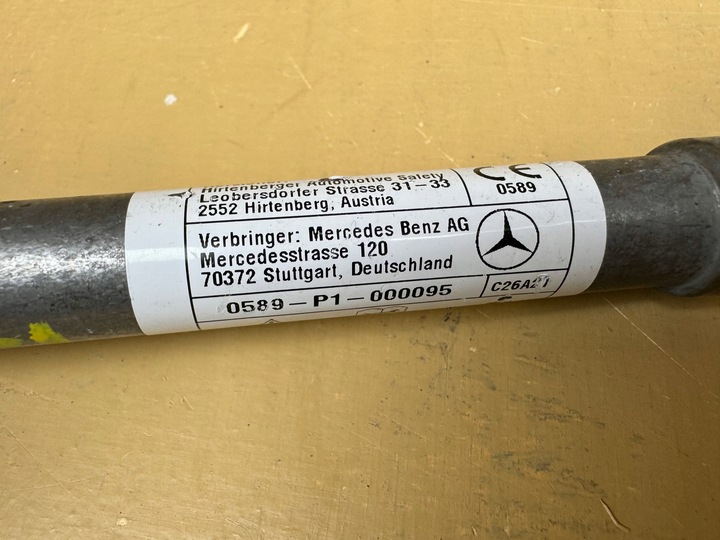 Hirtenberger Automotive Safety
Leobersdorfer Strasse 31-33
2552 Hirtenberg, Austria
CE
0589
Verbringer: Mercedes Benz AG
Mercedesstrasse 120
70372 Stuttgart, Deutschland
0589-P1-000095